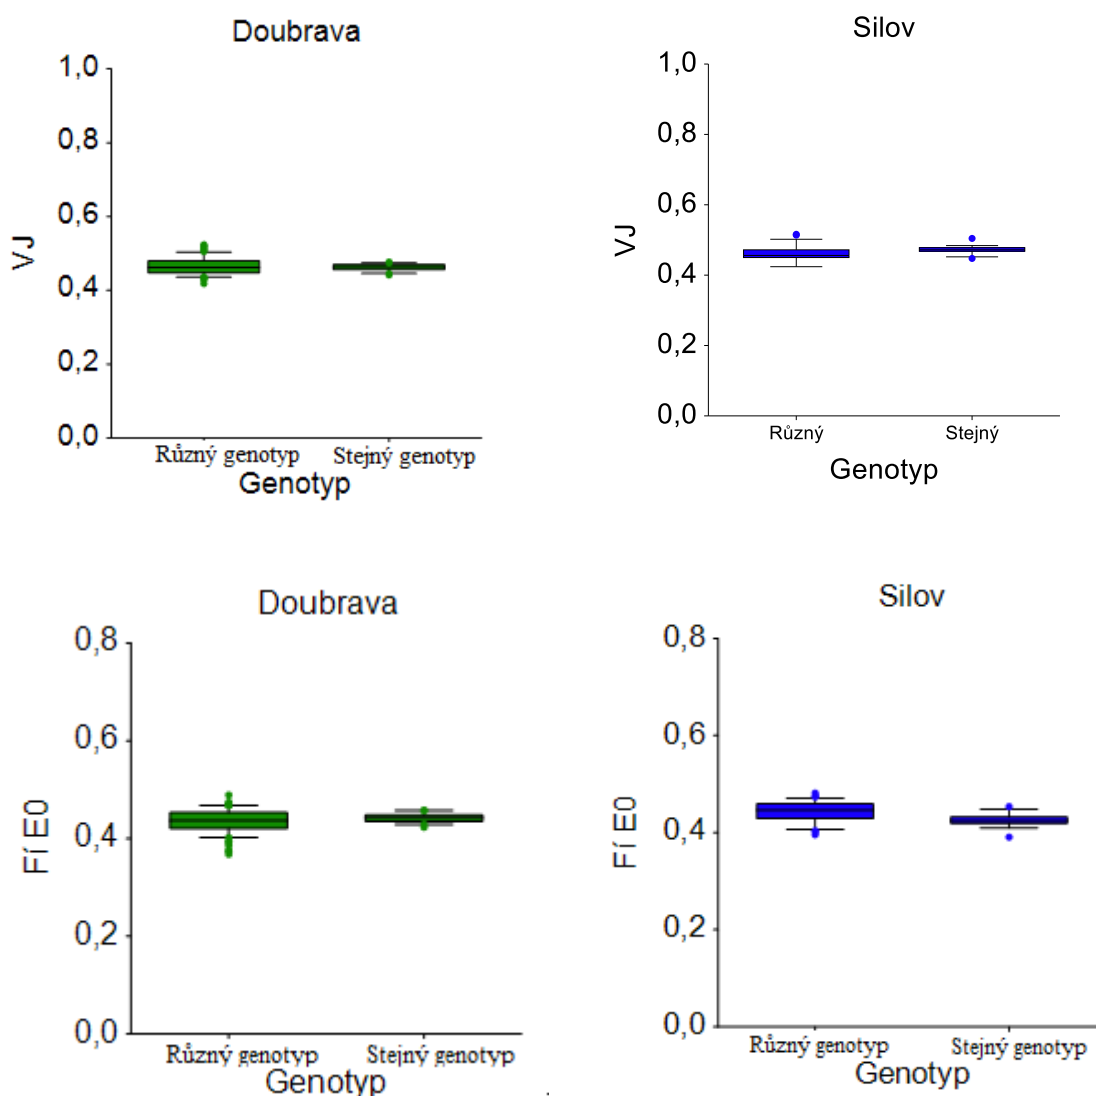 Doubrava
1,0
0,8
0,6
0,4
0,2
0,0
VJ
Různý genotyp Stejný genotyp
Genotyp
Silov
1,0
0,8
0,6
0,4
0,2
0,0
VJ
Různý Stejný
Genotyp
Doubrava
0,8
0,6
0,4
0,2
0,0
Fí E0
Různý genotyp Stejný genotyp
Genotyp
Silov
0,8
0,6
0,4
0,2
0,0
Fí E0
Různý genotyp Stejný genotyp
Genotyp